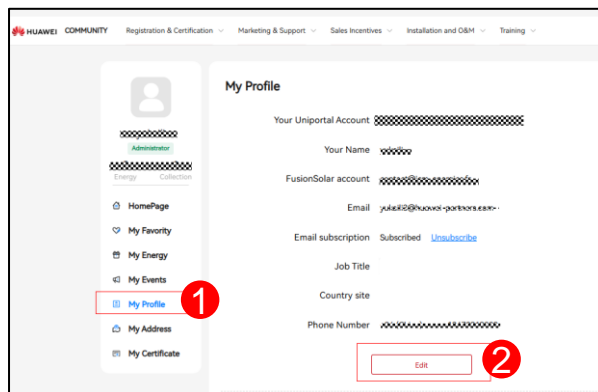 HUAWEI COMMUNITY Registration & Certification Marketing & Support Sales Incentives Installation and O&M Training
My Profile
Your Uniportal Account
Administrator
Your Name
FusionSolar account
Energy Collection
HomePage
Email
My Favority
Email subscription Subscribed Unsubscribe
My Energy
Job Title
My Events
Country site
My Profile 1
Phone Number
My Address
Edit 2
My Certificate